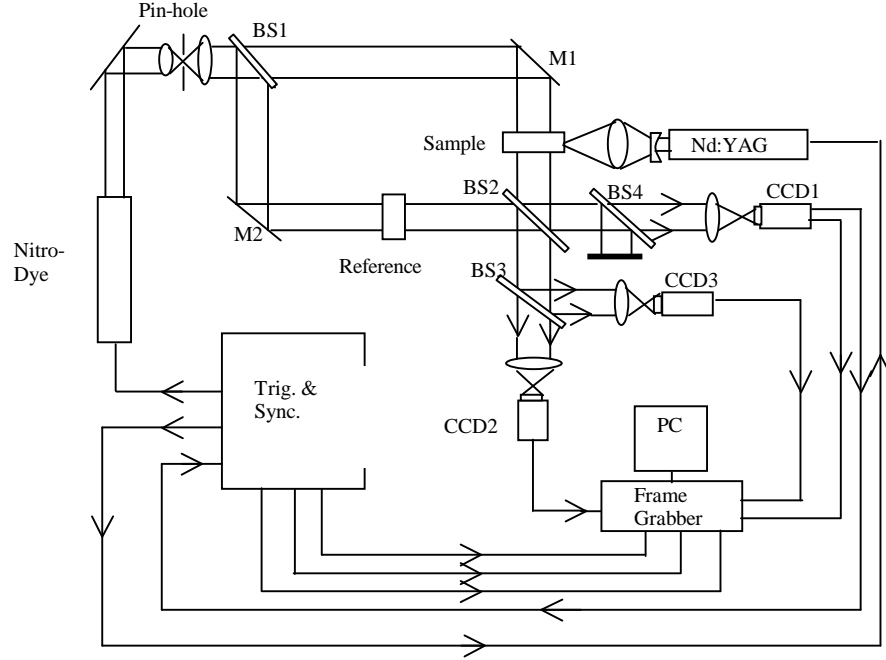 Pin-hole
BS1
M1
Sample
Nd:YAG
BS2
BS4
CCD1
M2
Nitro-
Dye
Reference
BS3
CCD3
Trig. &
Sync.
CCD2
PC
Frame
Grabber